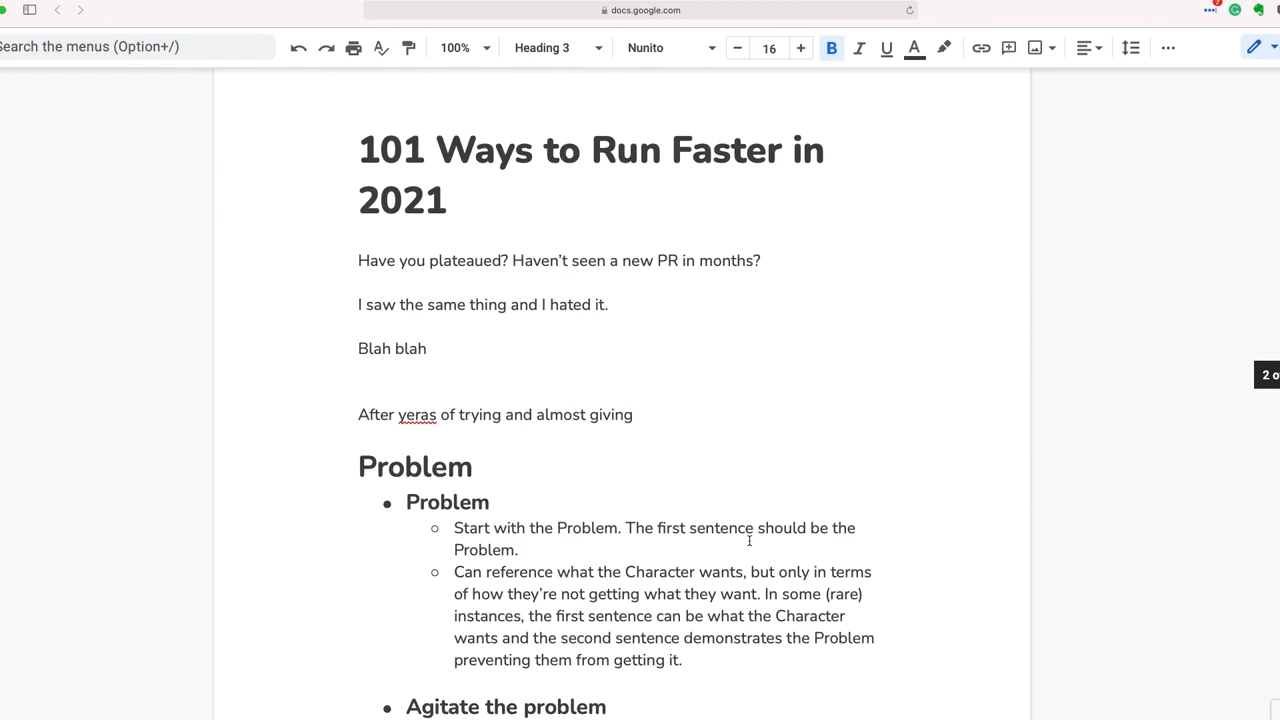 docs.google.com
7
Search the menus (Option+/)
100%
Heading 3
Nunito
16
B
I
U
A
101 Ways to Run Faster in
2021
Have you plateaued? Haven’t seen a new PR in months?
I saw the same thing and I hated it.
Blah blah
2 o
After yeras of trying and almost giving
Problem
Problem
Start with the Problem. The first sentence should be the
Problem.
Can reference what the Character wants, but only in terms
of how they’re not getting what they want. In some (rare)
instances, the first sentence can be what the Character
wants and the second sentence demonstrates the Problem
preventing them from getting it.
Agitate the problem